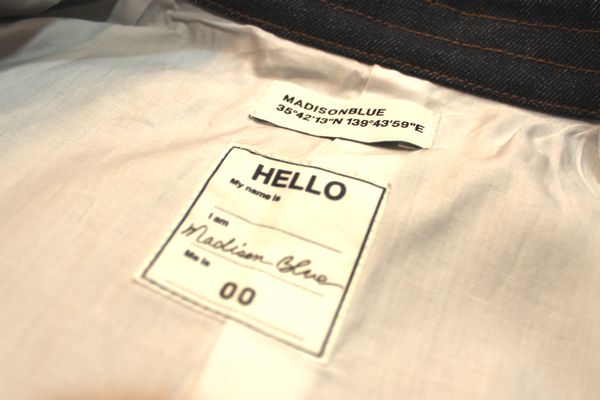 MADISONBLUE
35°42'13"N 139°43'59"E
HELLO
My name is
I am
Madison Blue
Me is
00